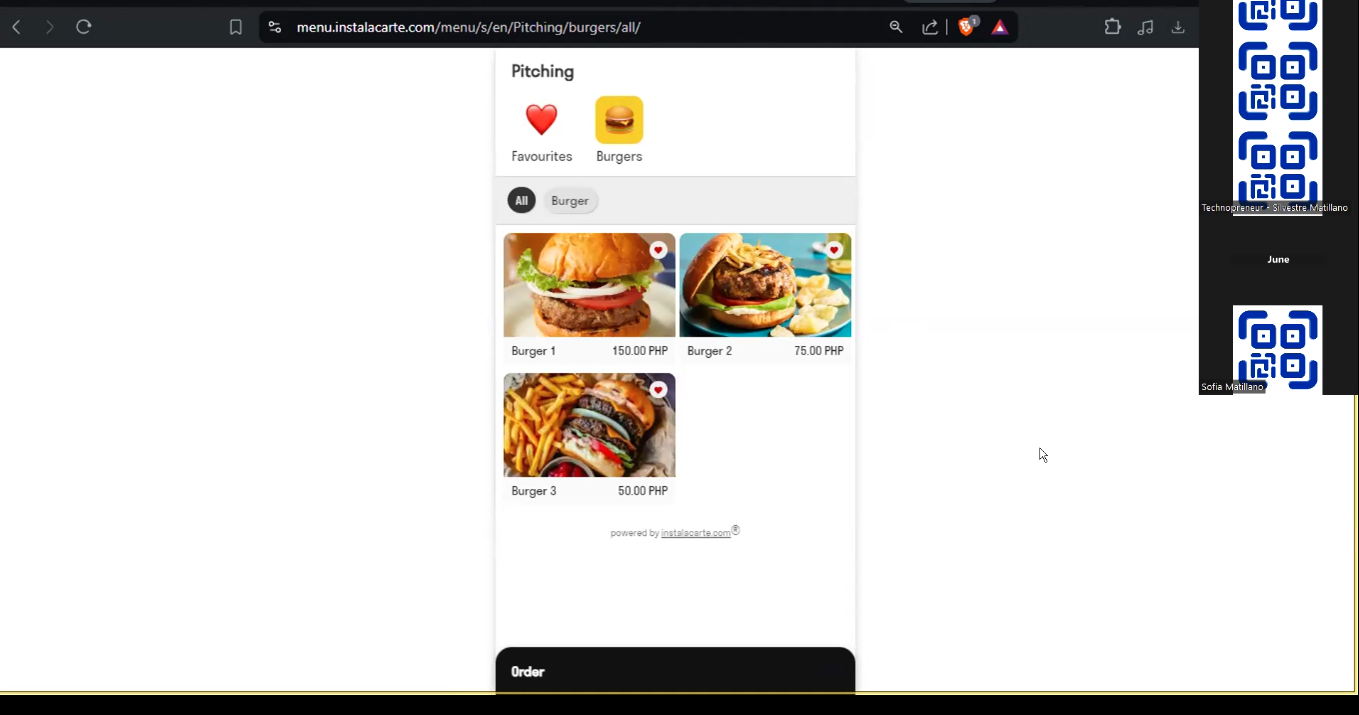 menu.instalacarte.com/menu/s/en/Pitching/burgers/all/
1
Pitching
Favourites
Burgers
All
Burger
Burger 1
150.00 PHP
Burger 2
75.00 PHP
Burger 3
50.00 PHP
powered by instalacarte.com®
Order
Technopreneur - Silvestre Matillano
June
Sofia Matillano